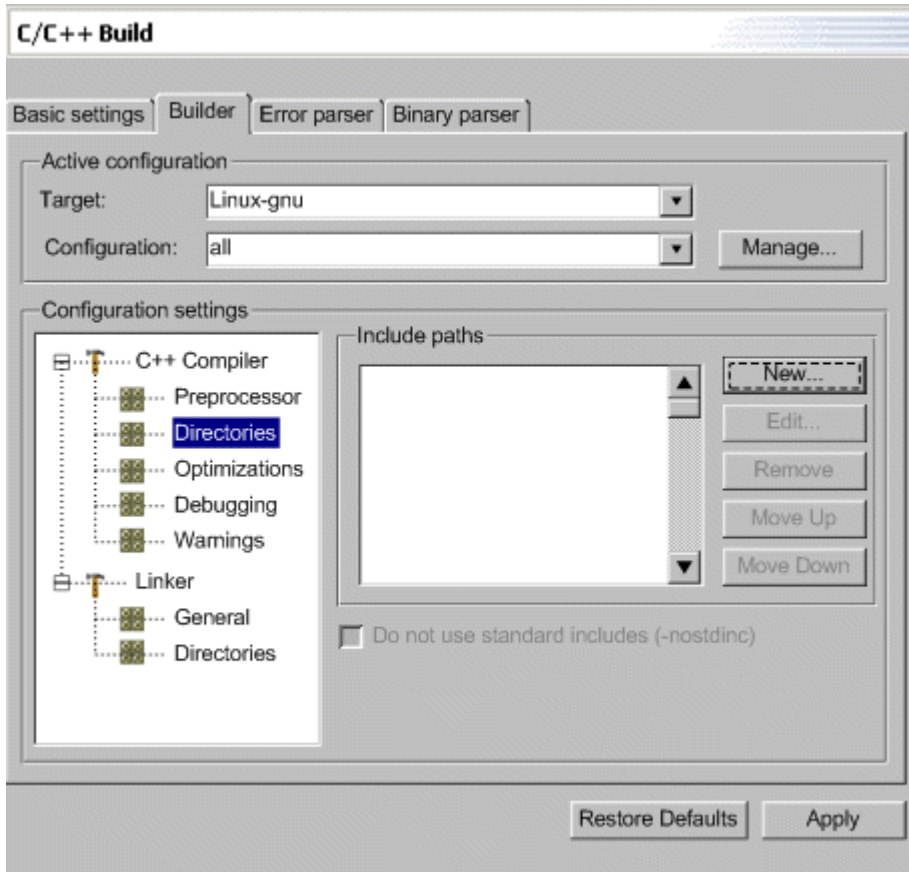 C/C++ Build
Basic settings Builder Error parser Binary parser
Active configuration
Target: Linux-gnu
Configuration: all Manage...
Configuration settings
C++ Compiler
Preprocessor
Directories
Optimizations
Debugging
Warnings
Linker
General
Directories
Include paths
New...
Edit...
Remove
Move Up
Move Down
Do not use standard includes (-nostdinc)
Restore Defaults Apply